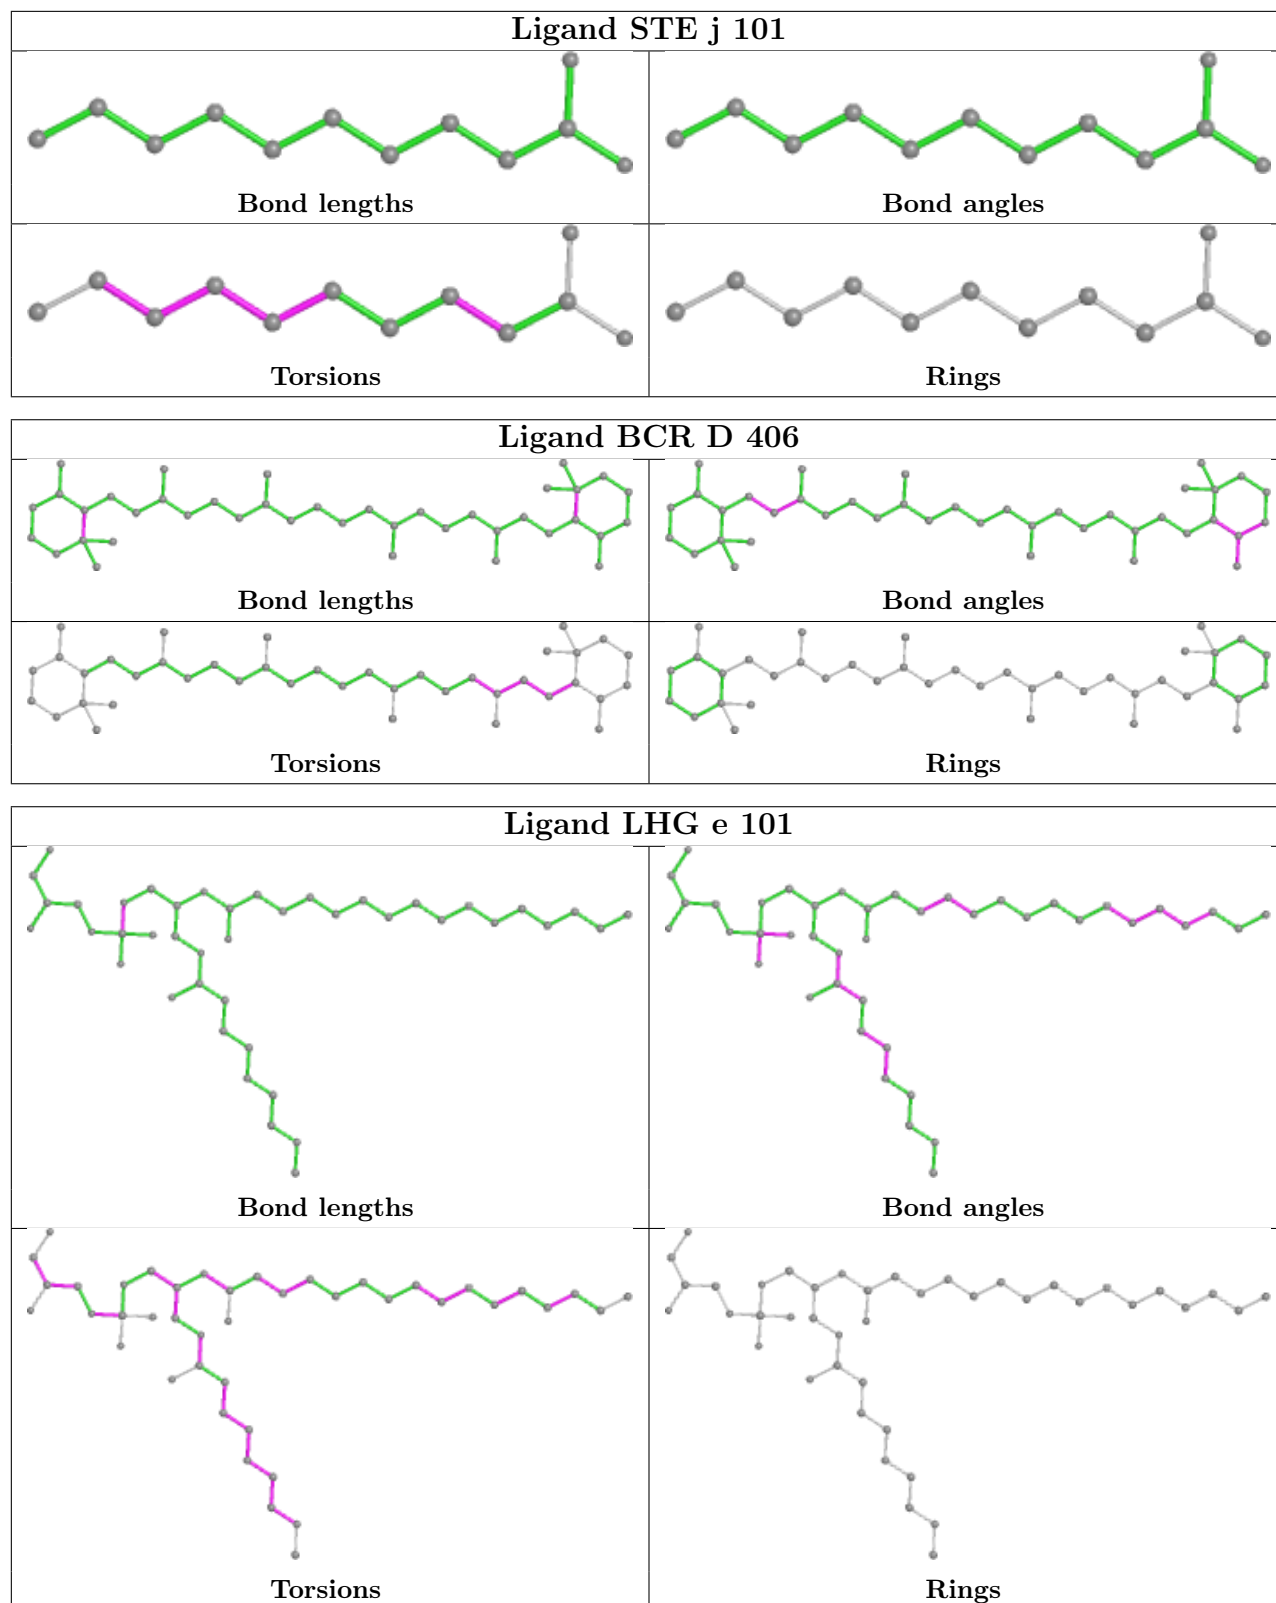 Ligand STE j 101
Bond lengths
Bond angles
Torsions
Rings
Ligand BCR D 406
Bond lengths
Bond angles
Torsions
Rings
Ligand LHG e 101
Bond lengths
Bond angles
Torsions
Rings